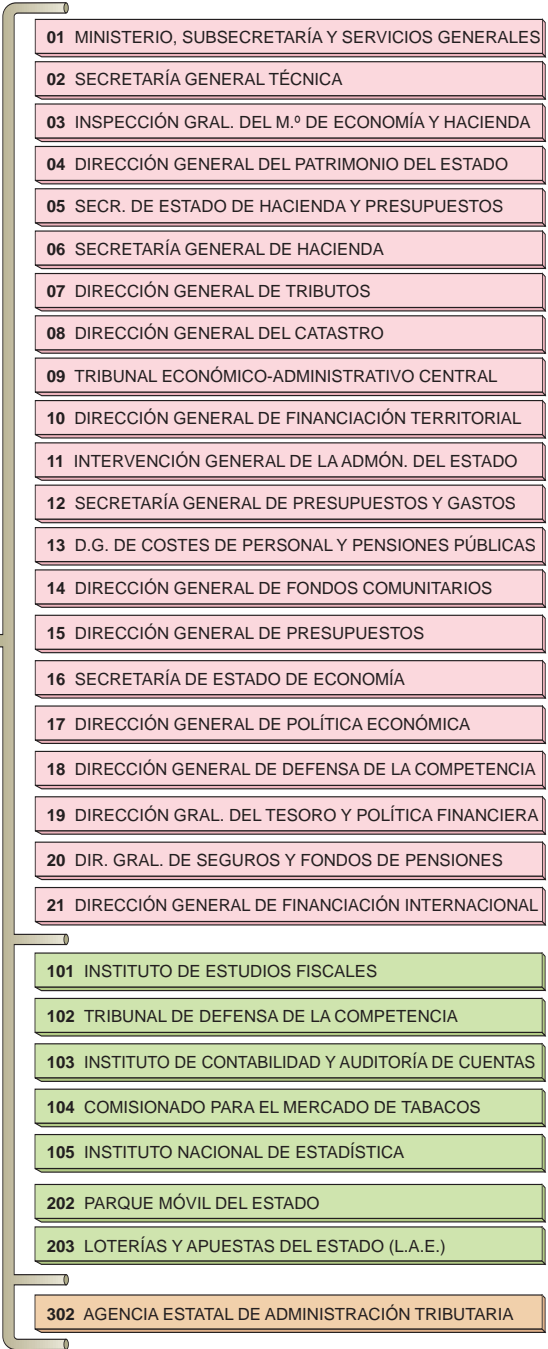 01 MINISTERIO, SUBSECRETARÍA Y SERVICIOS GENERALES
02 SECRETARÍA GENERAL TÉCNICA
03 INSPECCIÓN GRAL. DEL M.º DE ECONOMÍA Y HACIENDA
04 DIRECCIÓN GENERAL DEL PATRIMONIO DEL ESTADO
05 SECR. DE ESTADO DE HACIENDA Y PRESUPUESTOS
06 SECRETARÍA GENERAL DE HACIENDA
07 DIRECCIÓN GENERAL DE TRIBUTOS
08 DIRECCIÓN GENERAL DEL CATASTRO
09 TRIBUNAL ECONÓMICO-ADMINISTRATIVO CENTRAL
10 DIRECCIÓN GENERAL DE FINANCIACIÓN TERRITORIAL
11 INTERVENCIÓN GENERAL DE LA ADMÓN. DEL ESTADO
12 SECRETARÍA GENERAL DE PRESUPUESTOS Y GASTOS
13 D.G. DE COSTES DE PERSONAL Y PENSIONES PÚBLICAS
14 DIRECCIÓN GENERAL DE FONDOS COMUNITARIOS
15 DIRECCIÓN GENERAL DE PRESUPUESTOS
16 SECRETARÍA DE ESTADO DE ECONOMÍA
17 DIRECCIÓN GENERAL DE POLÍTICA ECONÓMICA
18 DIRECCIÓN GENERAL DE DEFENSA DE LA COMPETENCIA
19 DIRECCIÓN GRAL. DEL TESORO Y POLÍTICA FINANCIERA
20 DIR. GRAL. DE SEGUROS Y FONDOS DE PENSIONES
21 DIRECCIÓN GENERAL DE FINANCIACIÓN INTERNACIONAL
101 INSTITUTO DE ESTUDIOS FISCALES
102 TRIBUNAL DE DEFENSA DE LA COMPETENCIA
103 INSTITUTO DE CONTABILIDAD Y AUDITORÍA DE CUENTAS
104 COMISIONADO PARA EL MERCADO DE TABACOS
105 INSTITUTO NACIONAL DE ESTADÍSTICA
202 PARQUE MÓVIL DEL ESTADO
203 LOTERÍAS Y APUESTAS DEL ESTADO (L.A.E.)
302 AGENCIA ESTATAL DE ADMINISTRACIÓN TRIBUTARIA